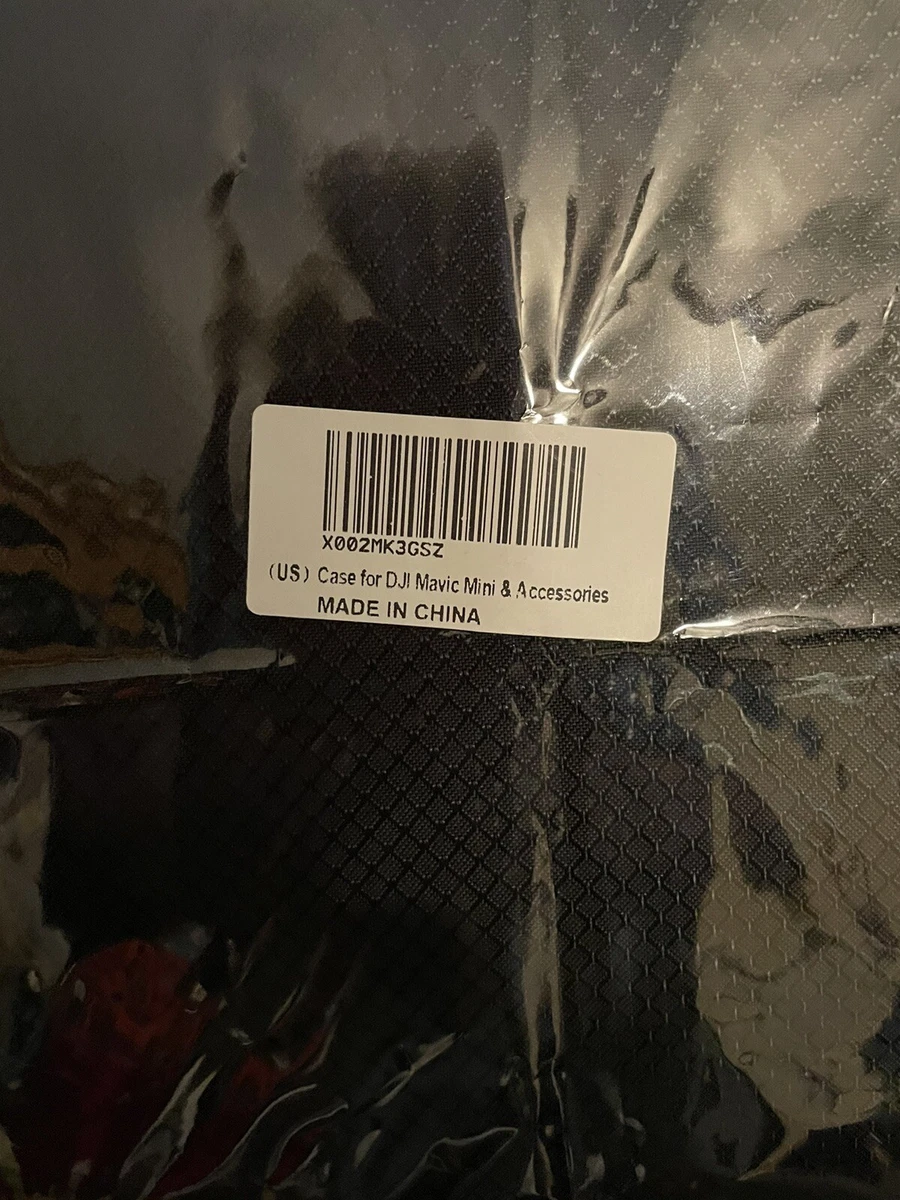 X002MK3GSZ
(US) Case for DJI Mavic Mini & Accessories
MADE IN CHINA